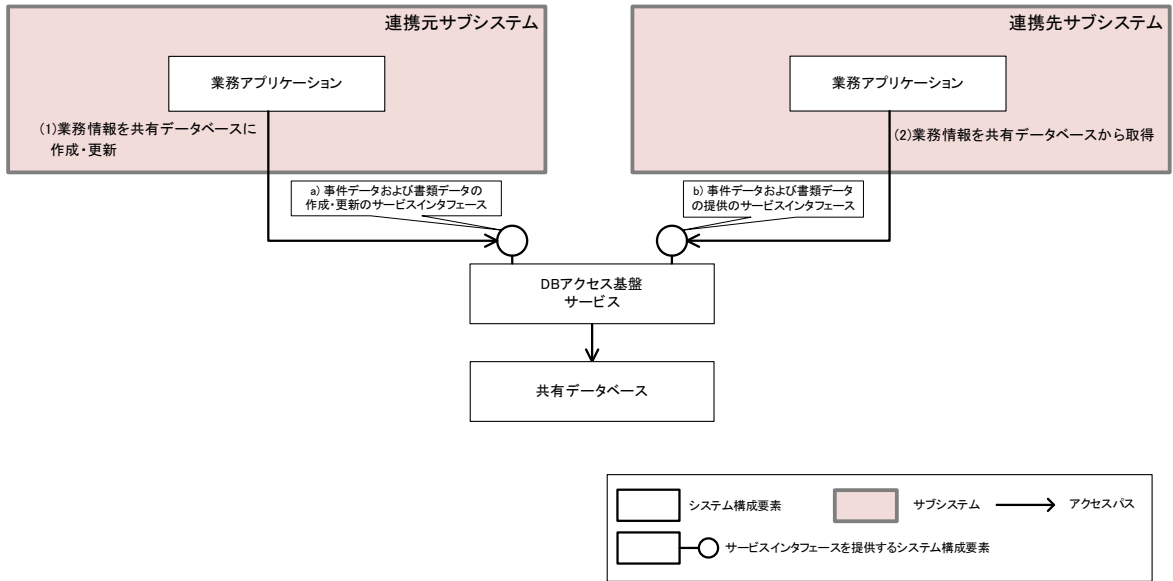 連携元サブシステム
業務アプリケーション
(1)業務情報を共有データベースに
作成・更新
連携先サブシステム
業務アプリケーション
(2)業務情報を共有データベースから取得
a) 事件データおよび書類データの
作成・更新のサービスインタフェース
b) 事件データおよび書類データ
の提供のサービスインタフェース
DBアクセス基盤
サービス
共有データベース
システム構成要素
サブシステム
アクセスパス
サービスインタフェースを提供するシステム構成要素